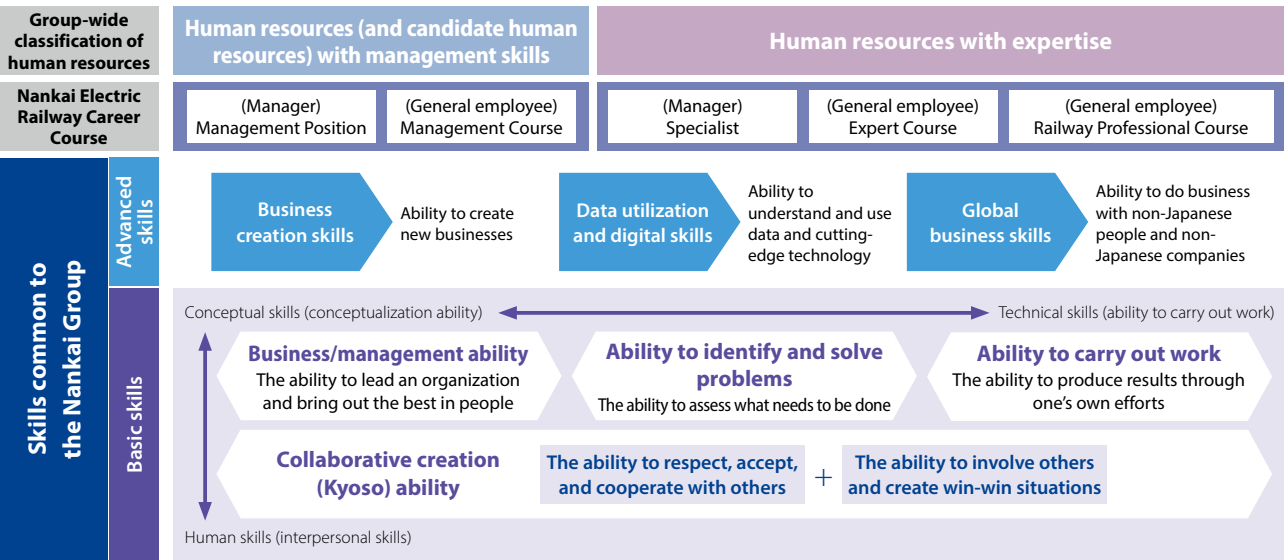 Group-wide
classification of
human resources
Human resources (and candidate human
resources) with management skills
Human resources with expertise
Nankai Electric
Railway Career
Course
(Manager)
Management Position
(General employee)
Management Course
(Manager)
Specialist
(General employee)
Expert Course
(General employee)
Railway Professional Course
Skills common to
the Nankai Group
Advanced
skills
Business
creation skills
Ability to create
new businesses
Data utilization
and digital skills
Ability to
understand and use
data and cutting-
edge technology
Global
business skills
Ability to do business
with non-Japanese
people and non-
Japanese companies
Basic skills
Conceptual skills (conceptualization ability)
Technical skills (ability to carry out work)
Business/management ability
The ability to lead an organization
and bring out the best in people
Ability to identify and solve
problems
The ability to assess what needs to be done
Ability to carry out work
The ability to produce results through
one's own efforts
Collaborative creation
(Kyoso) ability
The ability to respect, accept,
and cooperate with others
+
The ability to involve others
and create win-win situations
Human skills (interpersonal skills)